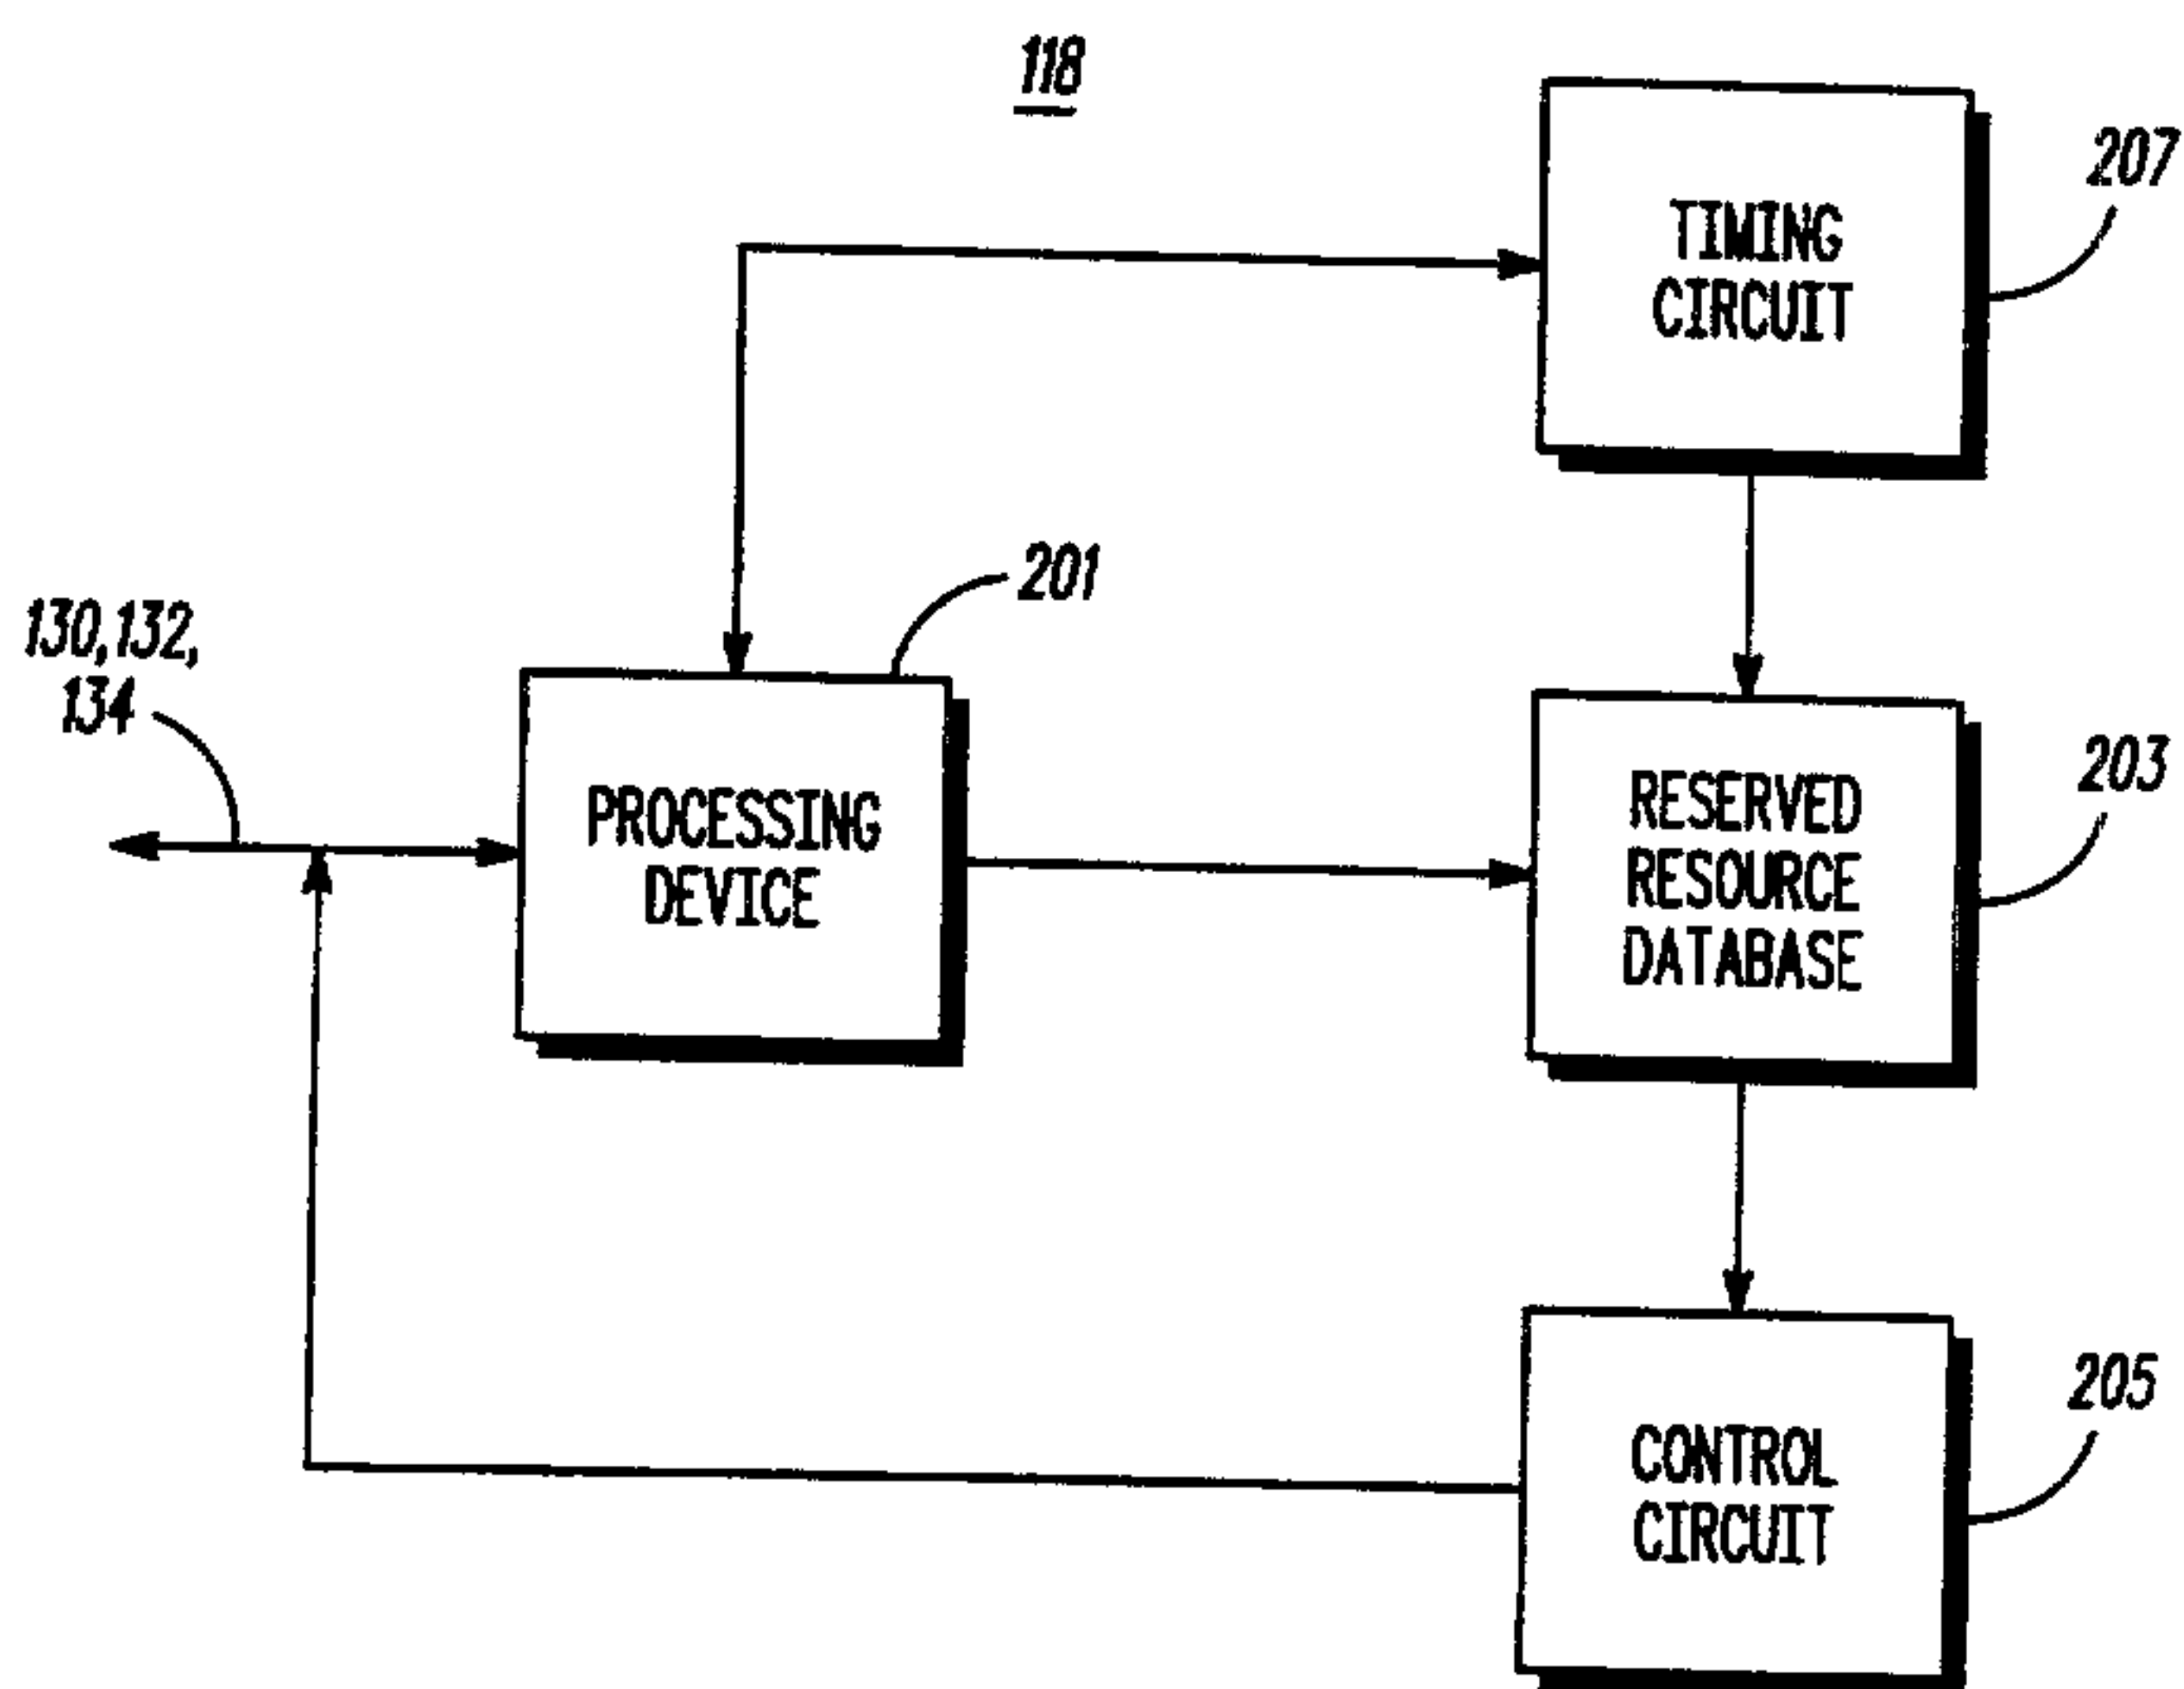 118
TIMING
CIRCUIT
207
201
130, 132,
134
PROCESSING
DEVICE
RESERVED
RESOURCE
DATABASE
203
CONTROL
CIRCUIT
205